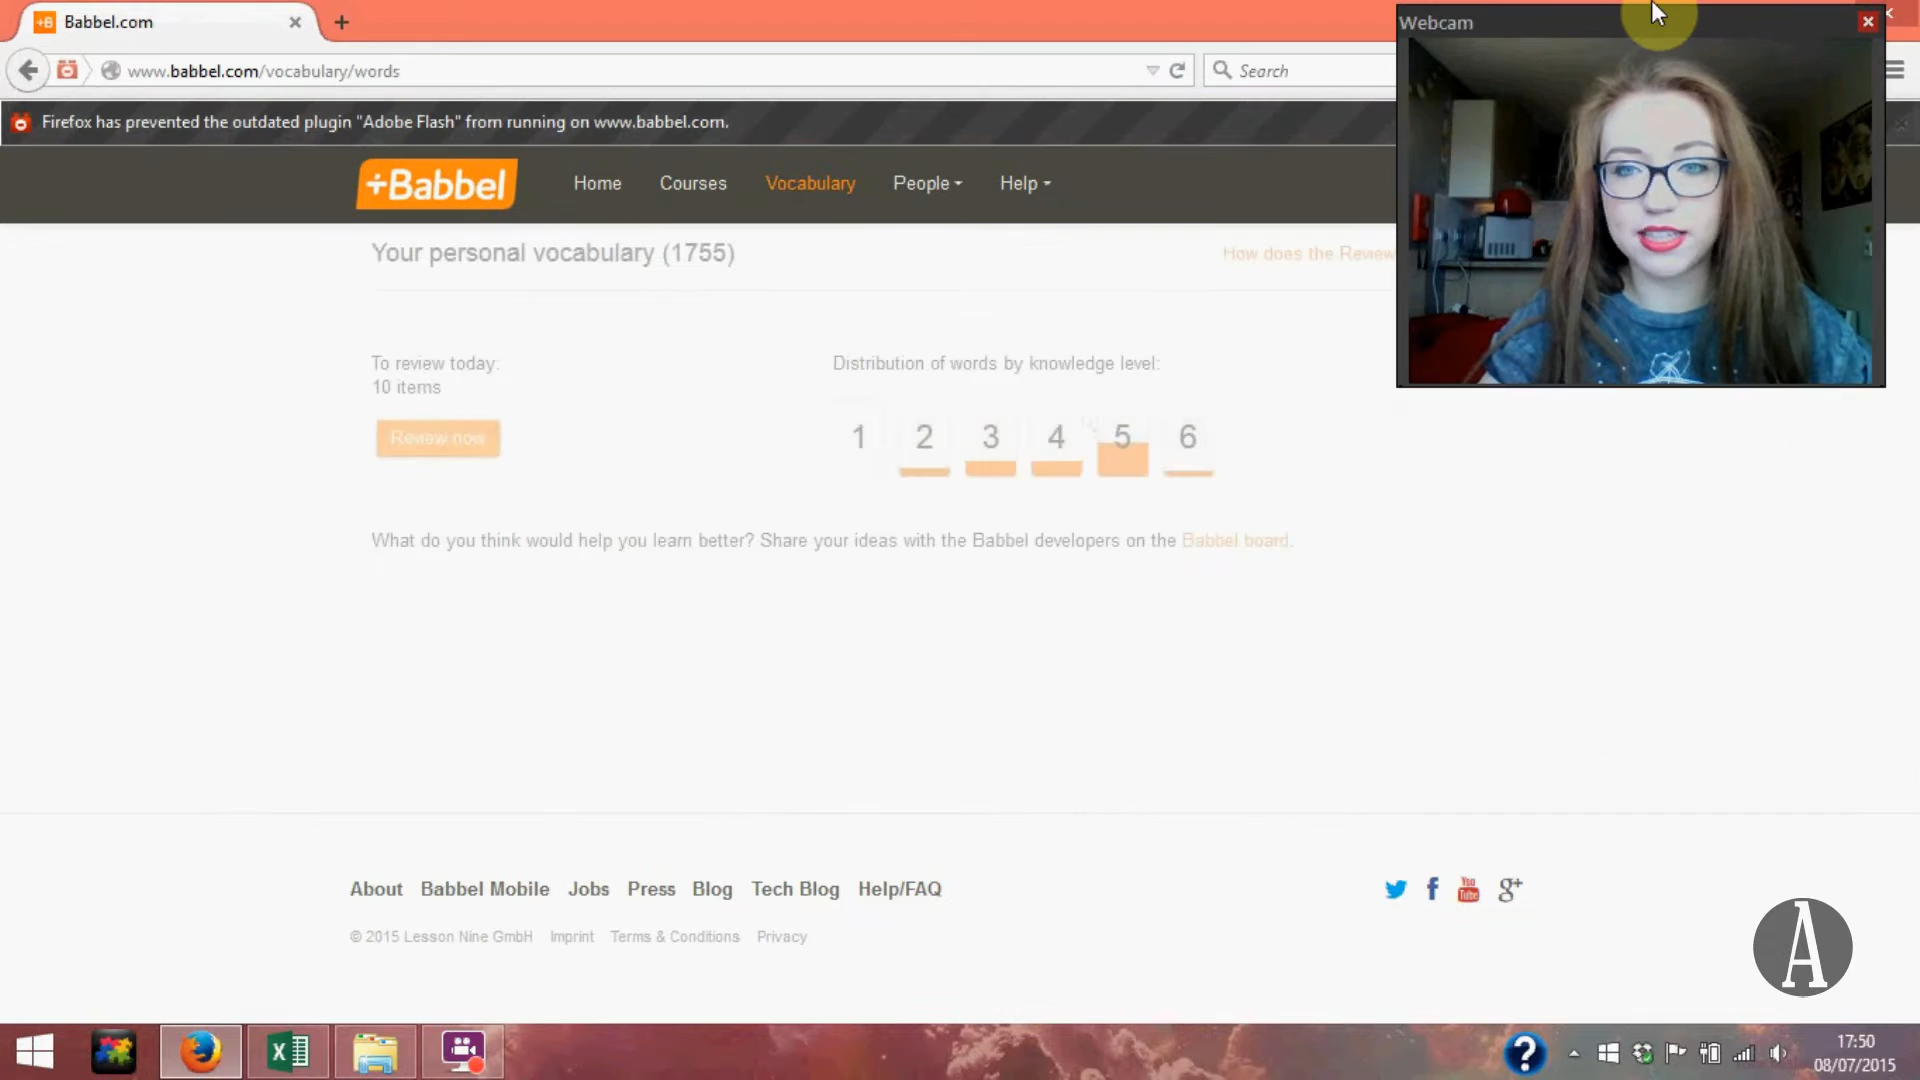 Babbel.com
www.babbel.com/vocabulary/words
Search
Webcam
Firefox has prevented the outdated plugin "Adobe Flash" from running on www.babbel.com.
+Babbel
Home Courses Vocabulary People Help
Your personal vocabulary (1755)
How does the Review
To review today:
10 items
Review now
Distribution of words by knowledge level:
1 2 3 4 5 6
What do you think would help you learn better? Share your ideas with the Babbel developers on the Babbel board.
About Babbel Mobile Jobs Press Blog Tech Blog Help/FAQ
You Tube
g+
© 2015 Lesson Nine GmbH Imprint Terms & Conditions Privacy
A
17:50
08/07/2015